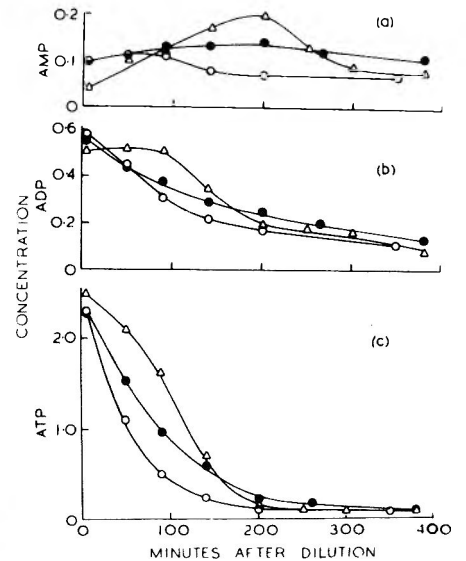 0·2
(a)
AMP
0·1
0
0·6
0·4
(b)
ADP
0·2
0
CONCENTRATION
2·0
(c)
ATP
1·0
0
0 100 200 300 400
MINUTES AFTER DILUTION